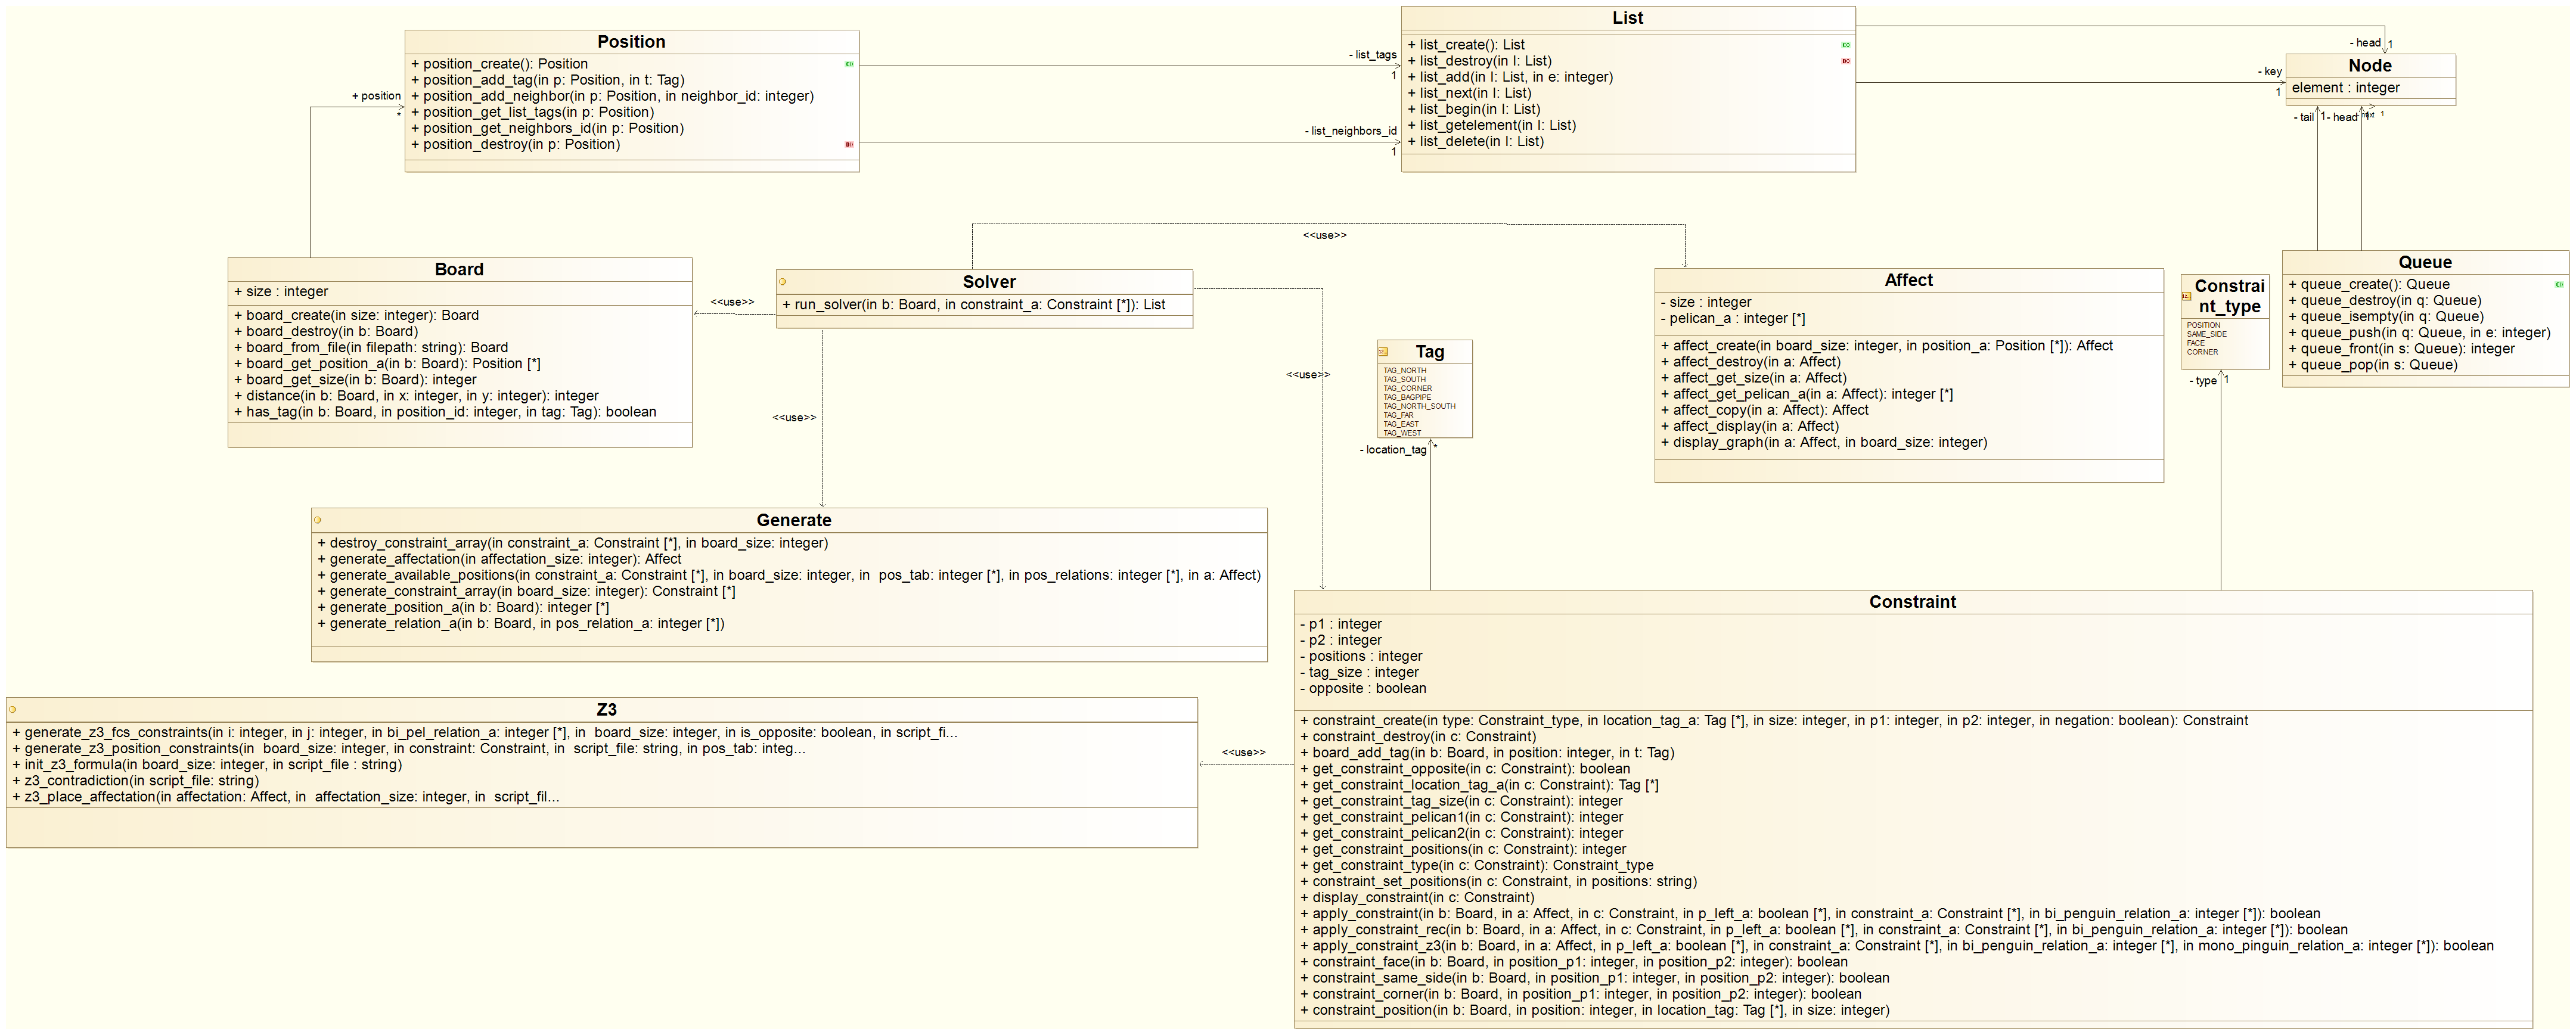 Position
+ position_create(): Position
+ position_add_tag(in p: Position, in t: Tag)
+ position_add_neighbor(in p: Position, in neighbor_id: integer)
+ position_get_list_tags(in p: Position)
+ position_get_neighbors_id(in p: Position)
+ position_destroy(in p: Position)
- list_tags
1
- list_neighbors_id
1
List
+ list_create(): List
+ list_destroy(in l: List)
+ list_add(in l: List, in e: integer)
+ list_next(in l: List)
+ list_begin(in l: List)
+ list_getelement(in l: List)
+ list_delete(in l: List)
- head
1
- key
1
Node
element : integer
- tail
1
- head
1
+ position
*
Board
+ size : integer
+ board_create(in size: integer): Board
+ board_destroy(in b: Board)
+ board_from_file(in filepath: string): Board
+ board_get_position_a(in b: Board): Position [*]
+ board_get_size(in b: Board): integer
+ distance(in b: Board, in x: integer, in y: integer): integer
+ has_tag(in b: Board, in position_id: integer, in tag: Tag): boolean
<<use>>
Solver
+ run_solver(in b: Board, in constraint_a: Constraint [*]): List
<<use>>
<<use>>
<<use>>
Tag
TAG_NORTH
TAG_SOUTH
TAG_CORNER
TAG_BAGPIPE
TAG_NORTH_SOUTH
TAG_FAR
TAG_EAST
TAG_WEST
- location_tag
*
Affect
- size : integer
- pelican_a : integer [*]
+ affect_create(in board_size: integer, in position_a: Position [*]): Affect
+ affect_destroy(in a: Affect)
+ affect_get_size(in a: Affect)
+ affect_get_pelican_a(in a: Affect): integer [*]
+ affect_copy(in a: Affect): Affect
+ affect_display(in a: Affect)
+ display_graph(in a: Affect, in board_size: integer)
Constrai
nt_type
POSITION
SAME_SIDE
FACE
CORNER
- type
1
Queue
+ queue_create(): Queue
+ queue_destroy(in q: Queue)
+ queue_isempty(in q: Queue)
+ queue_push(in q: Queue, in e: integer)
+ queue_front(in s: Queue): integer
+ queue_pop(in s: Queue)
Generate
+ destroy_constraint_array(in constraint_a: Constraint [*], in board_size: integer)
+ generate_affectation(in affectation_size: integer): Affect
+ generate_available_positions(in constraint_a: Constraint [*], in board_size: integer, in  pos_tab: integer [*], in pos_relations: integer [*], in a: Affect)
+ generate_constraint_array(in board_size: integer): Constraint [*]
+ generate_position_a(in b: Board): integer [*]
+ generate_relation_a(in b: Board, in pos_relation_a: integer [*])
Z3
+ generate_z3_fcs_constraints(in i: integer, in j: integer, in bi_pel_relation_a: integer [*], in  board_size: integer, in is_opposite: boolean, in script_fi...
+ generate_z3_position_constraints(in  board_size: integer, in constraint: Constraint, in  script_file: string, in pos_tab: integ...
+ init_z3_formula(in board_size: integer, in script_file : string)
+ z3_contradiction(in script_file: string)
+ z3_place_affectation(in affectation: Affect, in  affectation_size: integer, in  script_fil...
<<use>>
Constraint
- p1 : integer
- p2 : integer
- positions : integer
- tag_size : integer
- opposite : boolean
+ constraint_create(in type: Constraint_type, in location_tag_a: Tag [*], in size: integer, in p1: integer, in p2: integer, in negation: boolean): Constraint
+ constraint_destroy(in c: Constraint)
+ board_add_tag(in b: Board, in position: integer, in t: Tag)
+ get_constraint_opposite(in c: Constraint): boolean
+ get_constraint_location_tag_a(in c: Constraint): Tag [*]
+ get_constraint_tag_size(in c: Constraint): integer
+ get_constraint_pelican1(in c: Constraint): integer
+ get_constraint_pelican2(in c: Constraint): integer
+ get_constraint_positions(in c: Constraint): integer
+ get_constraint_type(in c: Constraint): Constraint_type
+ constraint_set_positions(in c: Constraint, in positions: string)
+ display_constraint(in c: Constraint)
+ apply_constraint(in b: Board, in a: Affect, in c: Constraint, in p_left_a: boolean [*], in constraint_a: Constraint [*], in bi_penguin_relation_a: integer [*]): boolean
+ apply_constraint_rec(in b: Board, in a: Affect, in c: Constraint, in p_left_a: boolean [*], in constraint_a: Constraint [*], in bi_penguin_relation_a: integer [*]): boolean
+ apply_constraint_z3(in b: Board, in a: Affect, in p_left_a: boolean [*], in constraint_a: Constraint [*], in bi_penguin_relation_a: integer [*], in mono_pinguin_relation_a: integer [*]): boolean
+ constraint_face(in b: Board, in position_p1: integer, in position_p2: integer): boolean
+ constraint_same_side(in b: Board, in position_p1: integer, in position_p2: integer): boolean
+ constraint_corner(in b: Board, in position_p1: integer, in position_p2: integer): boolean
+ constraint_position(in b: Board, in position: integer, in location_tag: Tag [*], in size: integer)